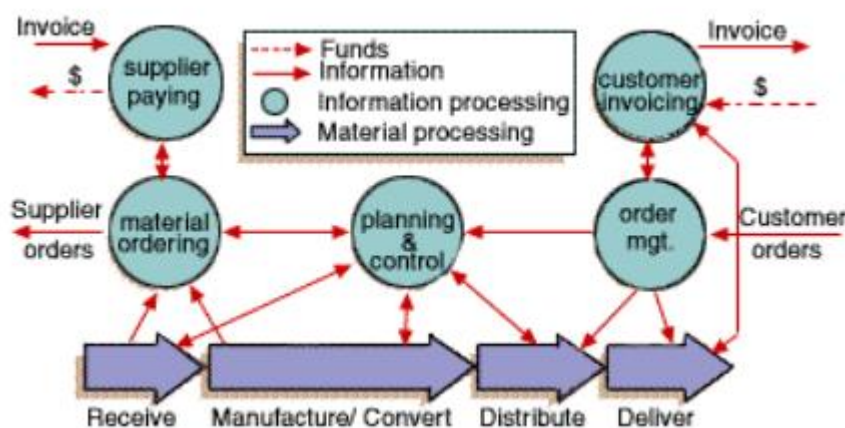 Invoice
$
supplier
paying
Funds
Information
Information processing
Material processing
customer
invoicing
Invoice
$
Supplier
orders
material
ordering
planning
&
control
order
mgt.
Customer
orders
Receive
Manufacture/ Convert
Distribute
Deliver